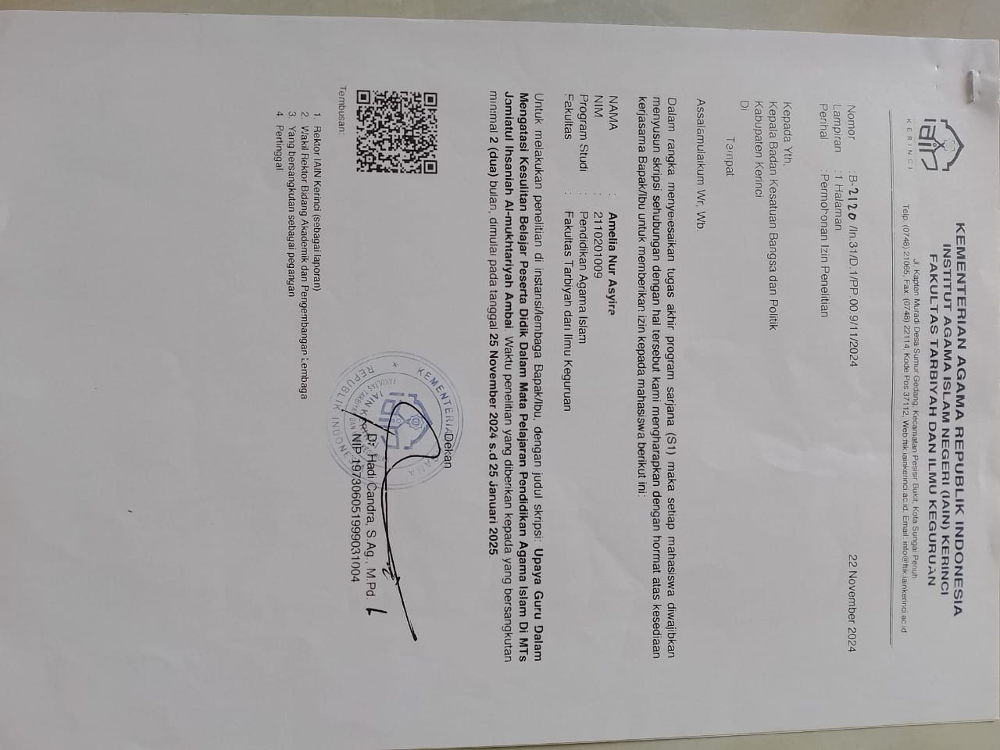 KEMENTERIAN AGAMA REPUBLIK INDONESIA
INSTITUT AGAMA ISLAM NEGERI (IAIN) KERINCI
FAKULTAS TARBIYAH DAN ILMU KEGURUAN
Jl. Kapten Muradi Desa Sumur Gedang, Kecamatan Pesisir Bukit, Kota Sungai Penuh
Telp. (0748) 21065, Fax. (0748) 22114, Kode Pos.37112, Web:ftik.iainkerinci.ac.id, Email: info@ftik.iainkerinci.ac.id
iain
KERINCI
Nomor : B-2120 /In.31/D.1/PP.00.9/11/2024 22 November 2024
Lampiran : 1 Halaman
Perihal : Permohonan Izin Penelitian
Kepada Yth,
Kepala Badan Kesatuan Bangsa dan Politik
Kabupaten Kerinci
Di
Tempat
Assalamulaikum Wr, Wb.
Dalam rangka menyelesaikan tugas akhir program sarjana (S1) maka setiap mahasiswa diwajibkan
menyusun skripsi sehubungan dengan hal tersebut kami mengharapkan dengan hormat atas kesediaan
kerjasama Bapak/Ibu untuk memberikan izin kepada mahasiswa berikut ini:
NAMA : Amelia Nur Asyira
NIM : 2110201009
Program Studi : Pendidikan Agama Islam
Fakultas : Fakultas Tarbiyah dan Ilmu Keguruan
Untuk melakukan penelitian di instansi/lembaga Bapak/Ibu, dengan judul skripsi: Upaya Guru Dalam
Mengatasi Kesulitan Belajar Peserta Didik Dalam Mata Pelajaran Pendidikan Agama Islam Di MTs
Jamiatul Ihsaniah Al-mukhtariyah Ambai. Waktu penelitian yang diberikan kepada yang bersangkutan
minimal 2 (dua) bulan, dimulai pada tanggal 25 November 2024 s.d 25 Januari 2025.
Dekan
KEMENTERIAN AGAMA
REPUBLIK INDONESIA
FAKULTAS TARBIYAH DAN
IAIN
Dr. Hadi Candra, S.Ag., M.Pd.
NIP 197306051999031004
Tembusan:
1. Rektor IAIN Kerinci (sebagai laporan)
2. Wakil Rektor Bidang Akademik dan Pengembangan Lembaga
3. Yang bersangkutan sebagai pegangan
4. Pertinggal